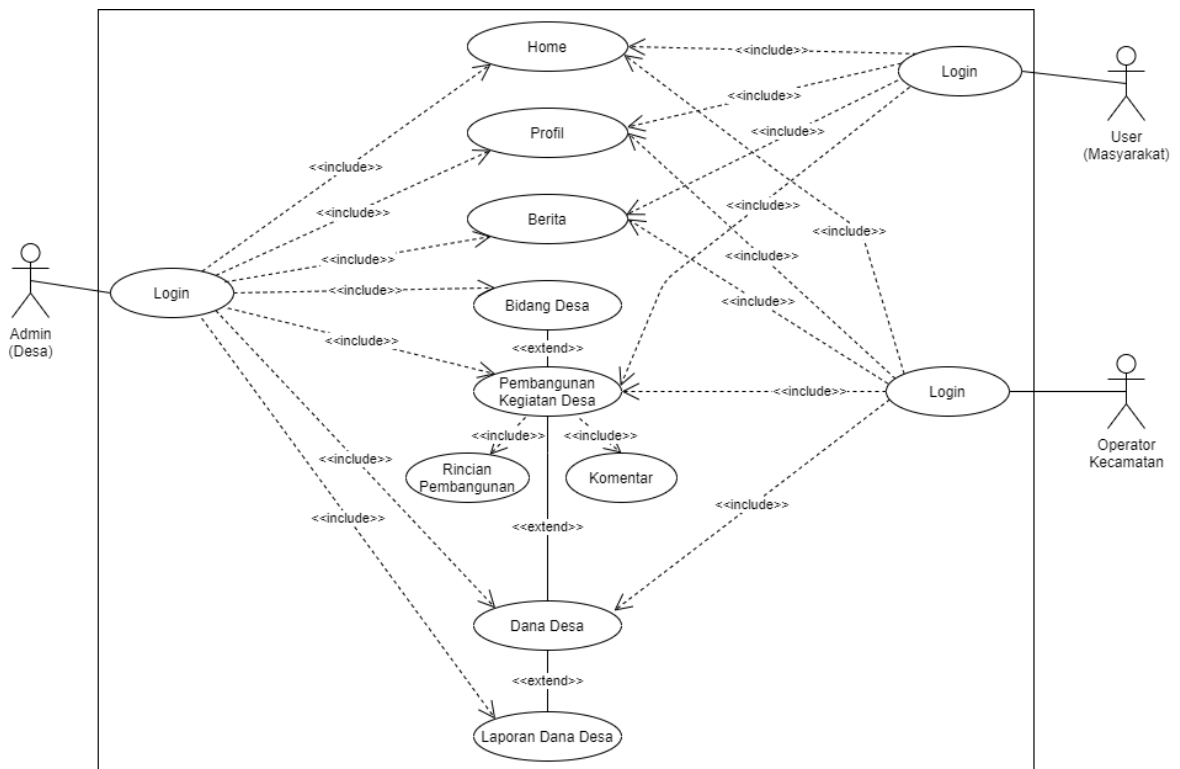 Home
<<include>>
Login
<<include>>
User
(Masyarakat)
Profil
<<include>>
<<include>>
<<include>>
<<include>>
Berita
<<include>>
<<include>>
<<include>>
<<include>>
Admin
(Desa)
Login
<<include>>
Bidang Desa
<<include>>
<<include>>
<<extend>>
Pembangunan
Kegiatan Desa
<<include>>
Login
Operator
Kecamatan
<<include>>
<<include>>
<<include>>
Rincian
Pembangunan
Komentar
<<include>>
<<include>>
<<extend>>
Dana Desa
<<extend>>
Laporan Dana Desa